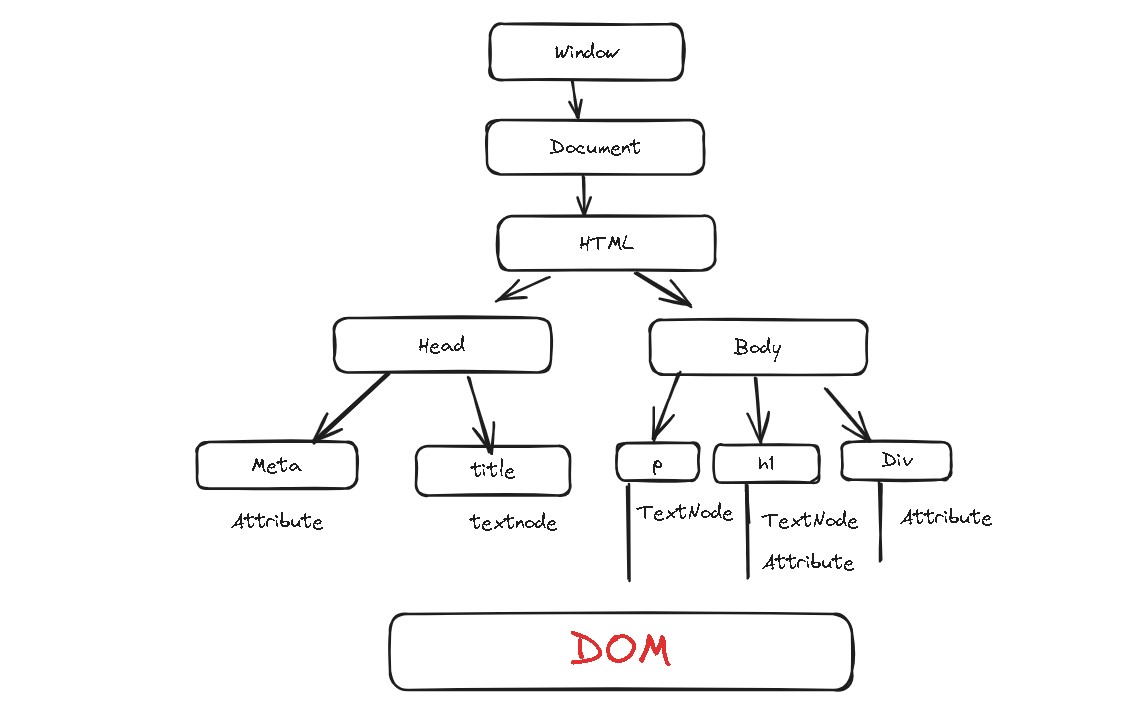 Window
Document
HTML
Head
Body
Meta
title
p
h1
Div
Attribute
textnode
TextNode
TextNode
Attribute
Attribute
DOM